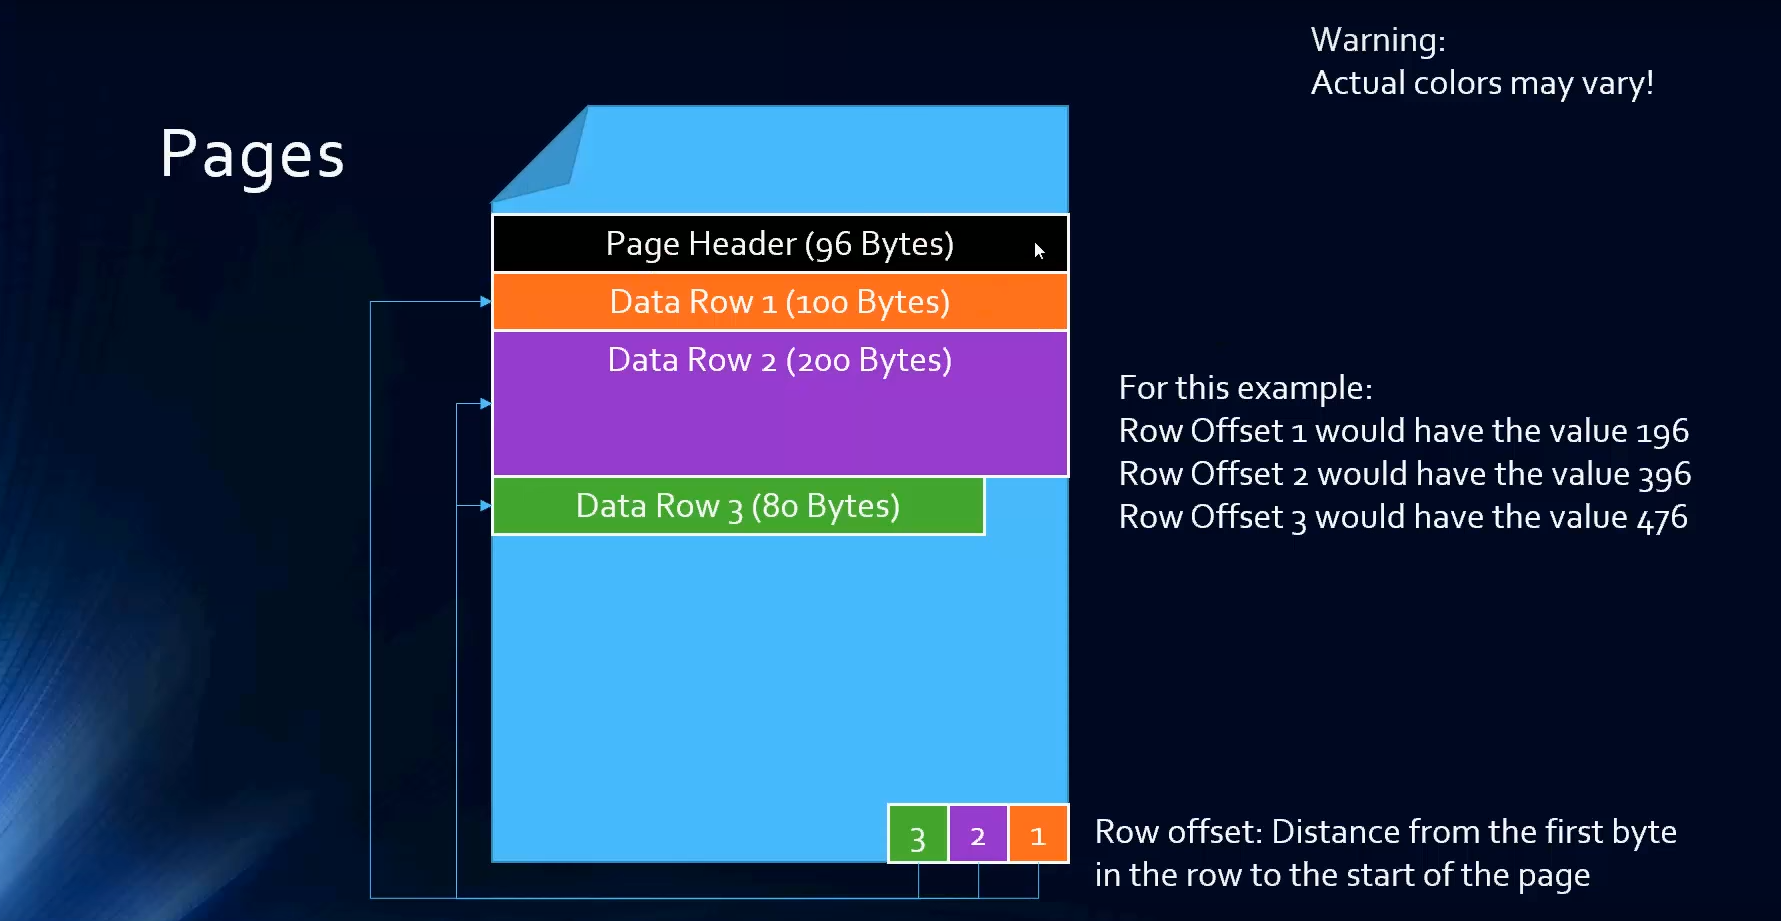 Warning:
Actual colors may vary!
Pages
Page Header (96 Bytes)
Data Row 1 (100 Bytes)
Data Row 2 (200 Bytes)
Data Row 3 (80 Bytes)
For this example:
Row Offset 1 would have the value 196
Row Offset 2 would have the value 396
Row Offset 3 would have the value 476
3 2 1
Row offset: Distance from the first byte
in the row to the start of the page